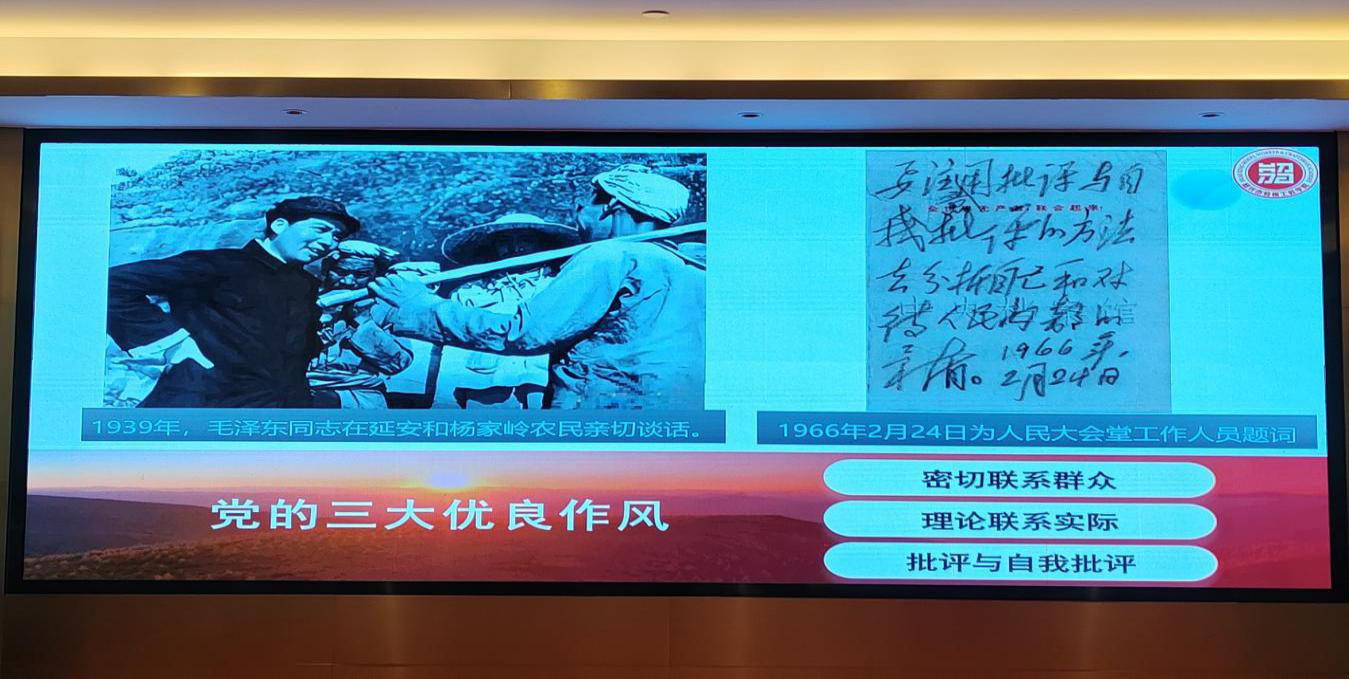 要运用批评与自
我批评的方法
去分析自己和对
待人民内部的
矛盾。
1966年,
2月24日
1939年，毛泽东同志在延安和杨家岭农民亲切谈话。
1966年2月24日为人民大会堂工作人员题词
党的三大优良作风
密切联系群众
理论联系实际
批评与自我批评